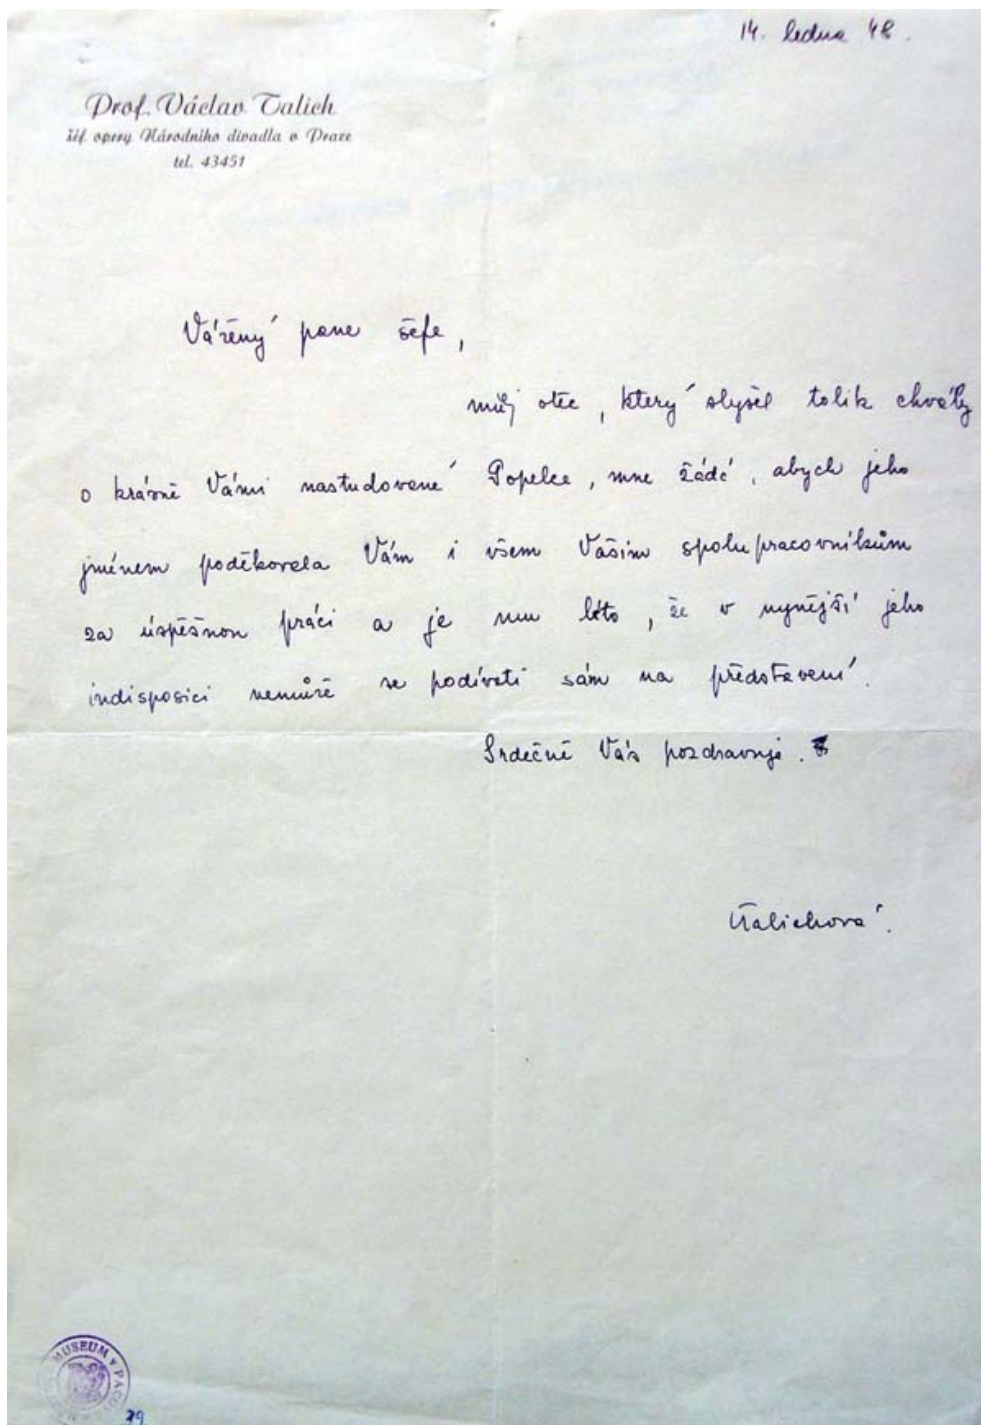 14. ledna 48.
Prof. Václav Talich
šéf opery Národního divadla v Praze
tel. 43451
Vážený pane šéfe,
můj otec, který slyšel tolik chvály
o krásně Vámi nastudované Popelce, mne žádá, abych jeho
jménem poděkovala Vám i všem Vašim spolupracovníkům
za úspěšnou práci a je mu líto, že v nynější jeho
indisposici nemůže se podívati sám na představení.
Srdečně Vás pozdravuje.
Talichová.
MUSEUM V PACO
39